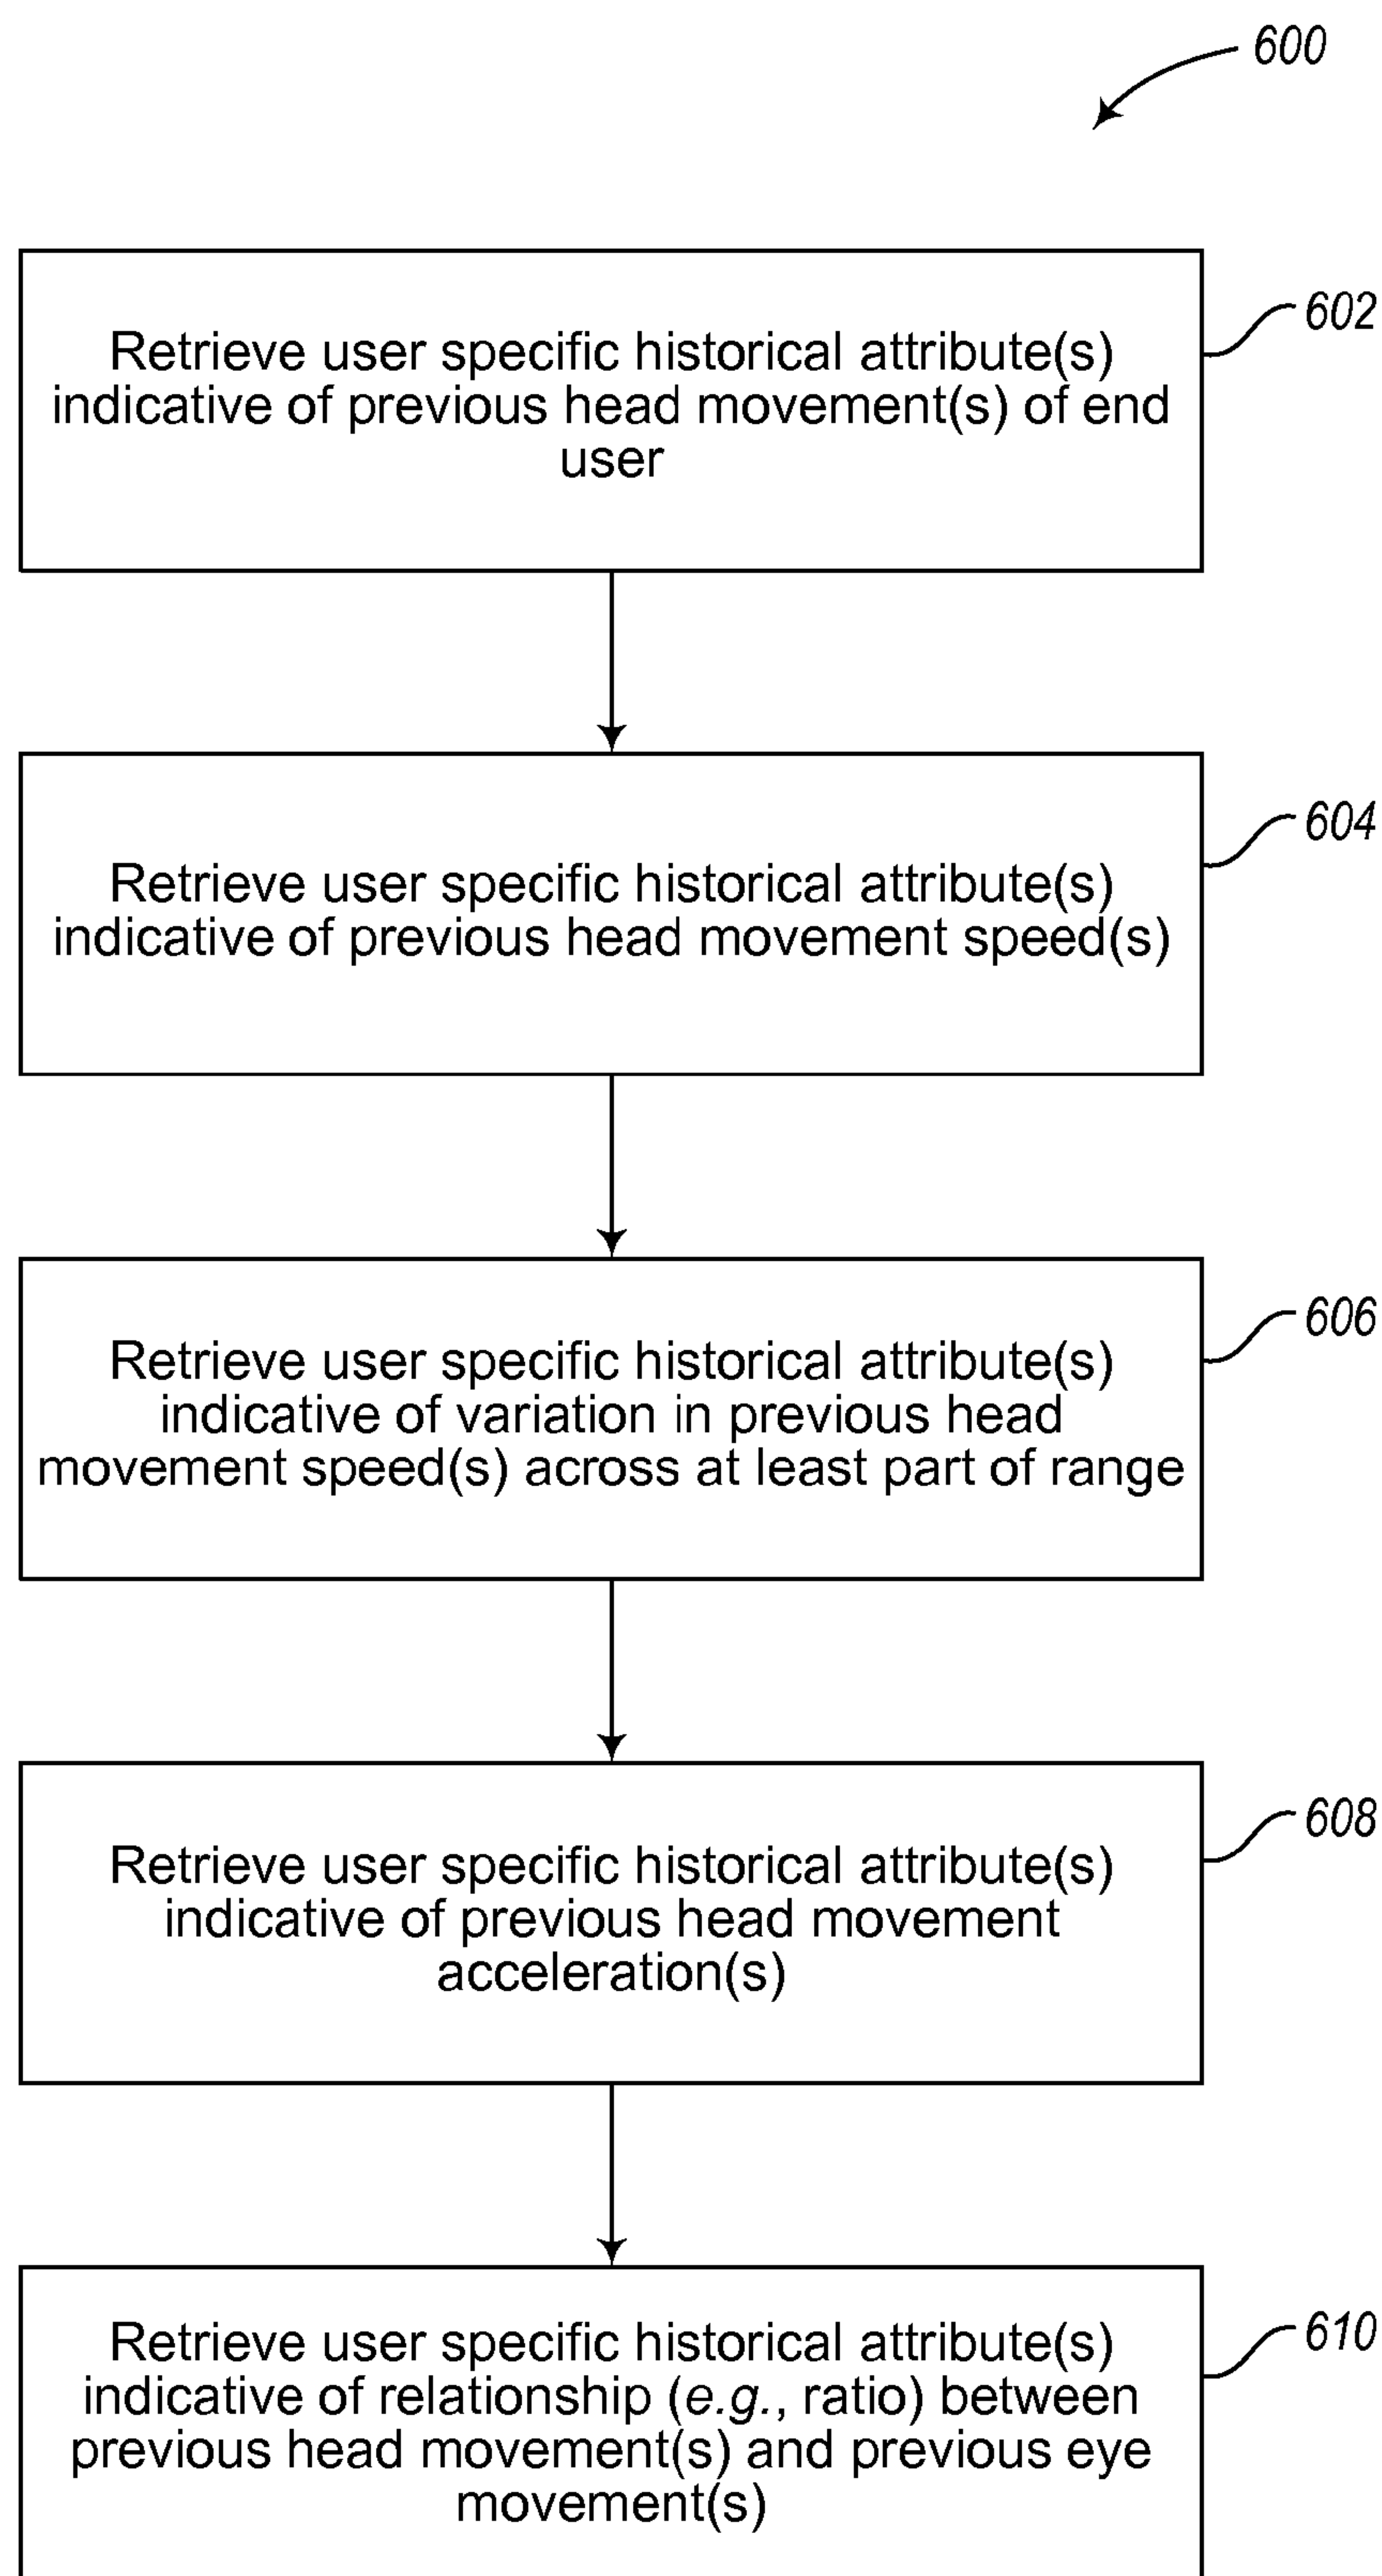 600
602
Retrieve user specific historical attribute(s)
indicative of previous head movement(s) of end
user
604
Retrieve user specific historical attribute(s)
indicative of previous head movement speed(s)
606
Retrieve user specific historical attribute(s)
indicative of variation in previous head
movement speed(s) across at least part of range
608
Retrieve user specific historical attribute(s)
indicative of previous head movement
acceleration(s)
610
Retrieve user specific historical attribute(s)
indicative of relationship (e.g., ratio) between
previous head movement(s) and previous eye
movement(s)